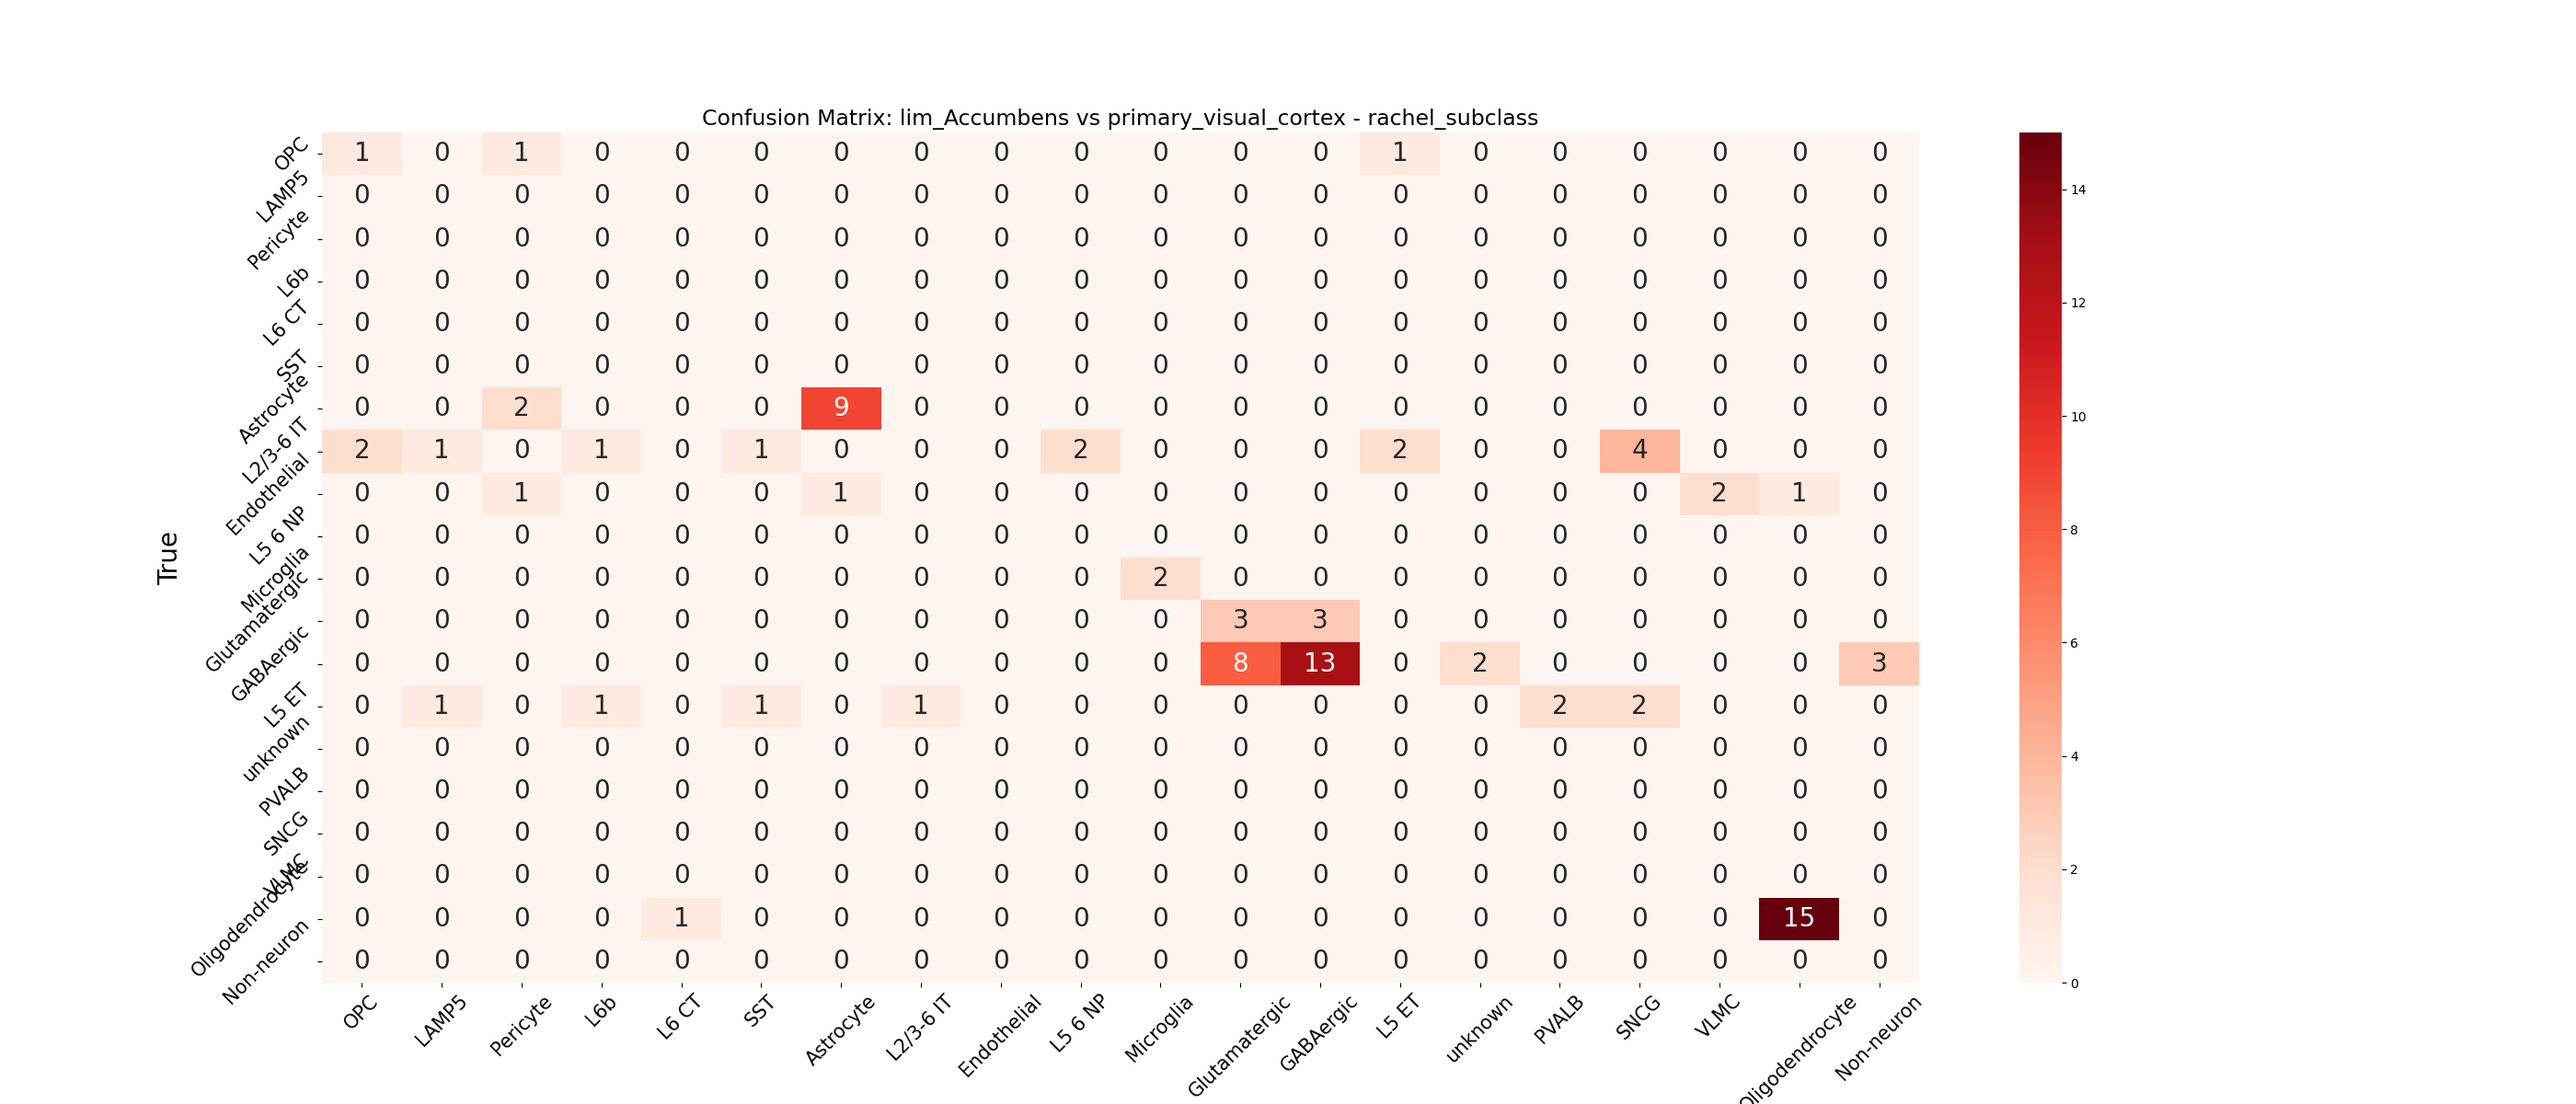 Confusion Matrix: lim_Accumbens vs primary_visual_cortex - rachel_subclass
True
OPC 1 0 1 0 0 0 0 0 0 0 0 0 0 1 0 0 0 0 0 0
LAMP5 0 0 0 0 0 0 0 0 0 0 0 0 0 0 0 0 0 0 0 0
Pericyte 0 0 0 0 0 0 0 0 0 0 0 0 0 0 0 0 0 0 0 0
L6b 0 0 0 0 0 0 0 0 0 0 0 0 0 0 0 0 0 0 0 0
L6 CT 0 0 0 0 0 0 0 0 0 0 0 0 0 0 0 0 0 0 0 0
SST 0 0 0 0 0 0 0 0 0 0 0 0 0 0 0 0 0 0 0 0
Astrocyte 0 0 2 0 0 0 9 0 0 0 0 0 0 0 0 0 0 0 0 0
L2/3-6 IT 2 1 0 1 0 1 0 0 0 2 0 0 0 2 0 0 4 0 0 0
Endothelial 0 0 1 0 0 0 1 0 0 0 0 0 0 0 0 0 0 2 1 0
L5 6 NP 0 0 0 0 0 0 0 0 0 0 0 0 0 0 0 0 0 0 0 0
Microglia 0 0 0 0 0 0 0 0 0 0 2 0 0 0 0 0 0 0 0 0
Glutamatergic 0 0 0 0 0 0 0 0 0 0 0 3 3 0 0 0 0 0 0 0
GABAergic 0 0 0 0 0 0 0 0 0 0 0 8 13 0 2 0 0 0 0 3
L5 ET 0 1 0 1 0 1 0 1 0 0 0 0 0 0 0 2 2 0 0 0
unknown 0 0 0 0 0 0 0 0 0 0 0 0 0 0 0 0 0 0 0 0
PVALB 0 0 0 0 0 0 0 0 0 0 0 0 0 0 0 0 0 0 0 0
SNCG 0 0 0 0 0 0 0 0 0 0 0 0 0 0 0 0 0 0 0 0
VLMC 0 0 0 0 0 0 0 0 0 0 0 0 0 0 0 0 0 0 0 0
Oligodendrocyte 0 0 0 0 1 0 0 0 0 0 0 0 0 0 0 0 0 0 15 0
Non-neuron 0 0 0 0 0 0 0 0 0 0 0 0 0 0 0 0 0 0 0 0
OPC LAMP5 Pericyte L6b L6 CT SST Astrocyte L2/3-6 IT Endothelial L5 6 NP Microglia Glutamatergic GABAergic L5 ET unknown PVALB SNCG VLMC Oligodendrocyte Non-neuron
14
12
10
8
6
4
2
0